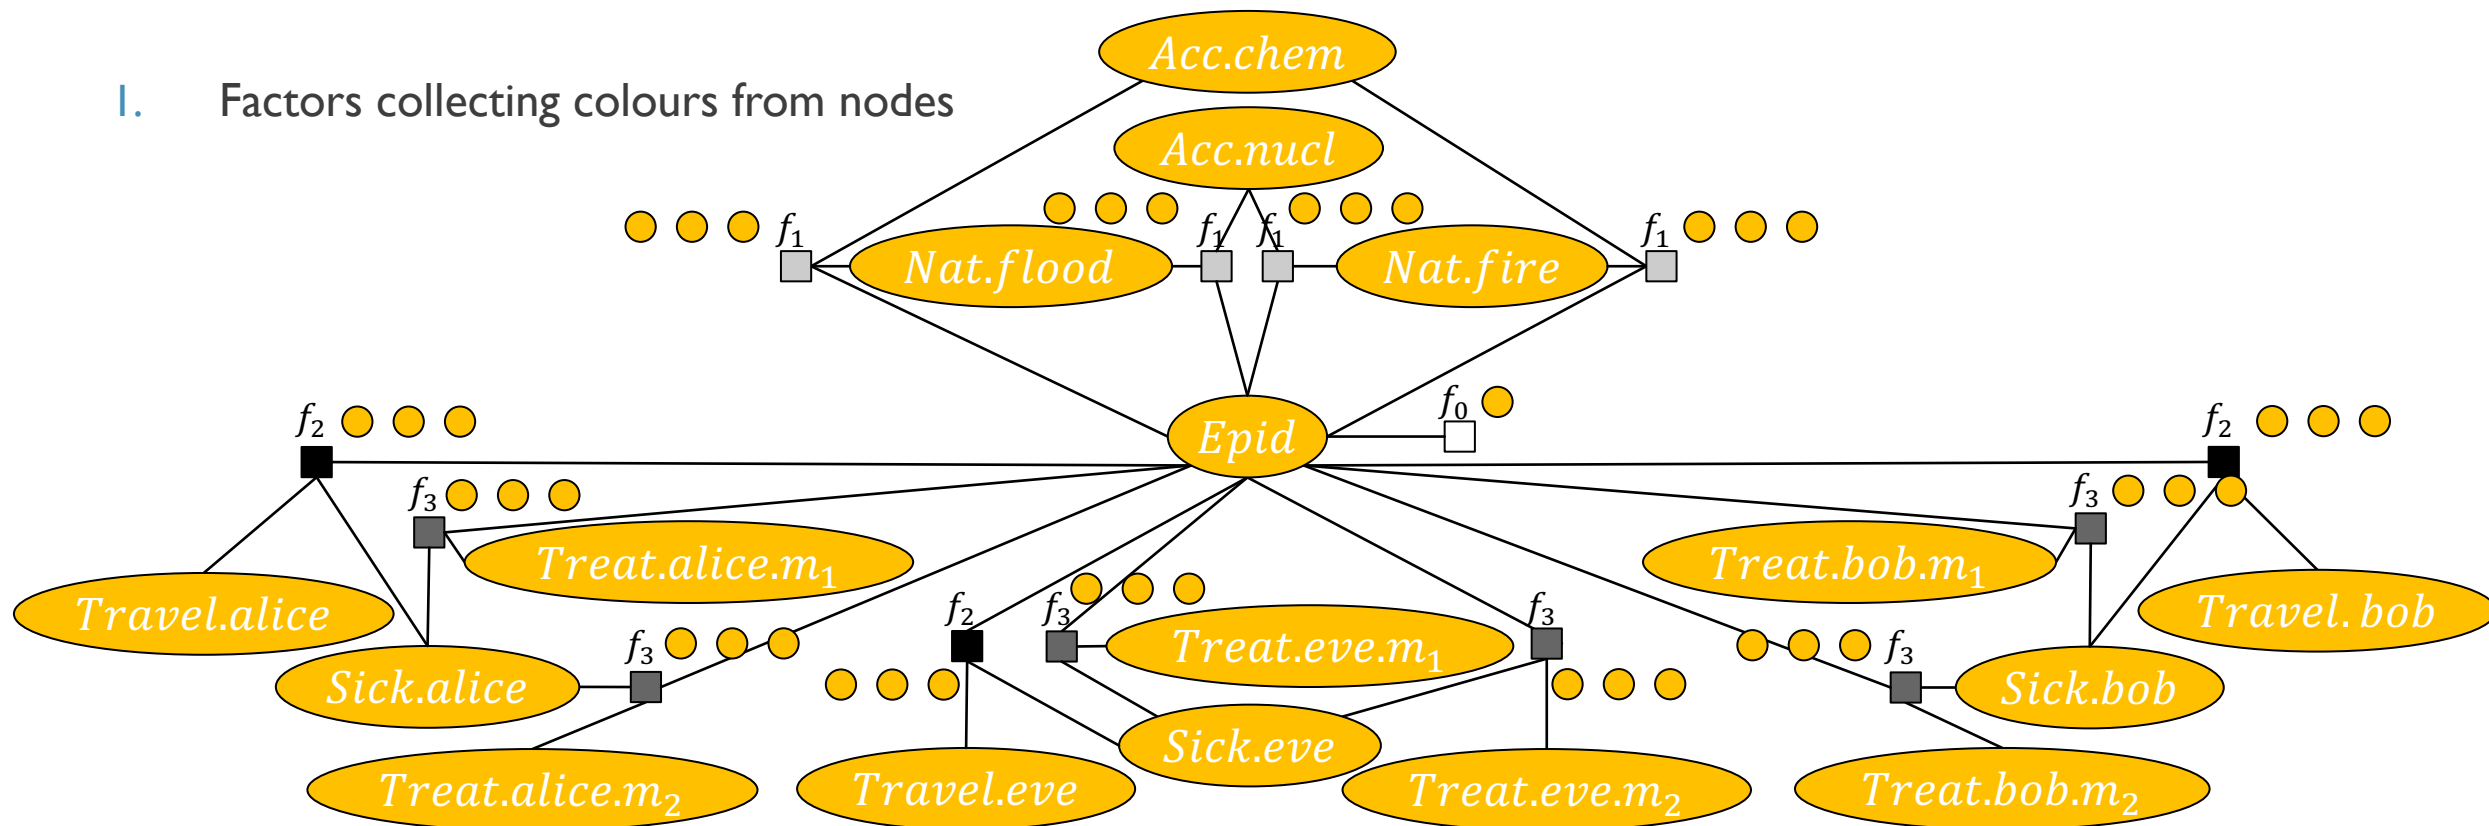 Acc.chem
1. Factors collecting colours from nodes
Acc.nucl
f1 f1 f1 f1
Nat.flood Nat.fire
f0
f2 Epid f2
f3 f3
Treat.alice.m1 Treat.bob.m1
Travel.alice f2 f3 f3 Travel.bob
f3 Treat.eve.m1 f3
Sick.alice Sick.bob
Sick.eve
Treat.alice.m2 Travel.eve Treat.eve.m2 Treat.bob.m2